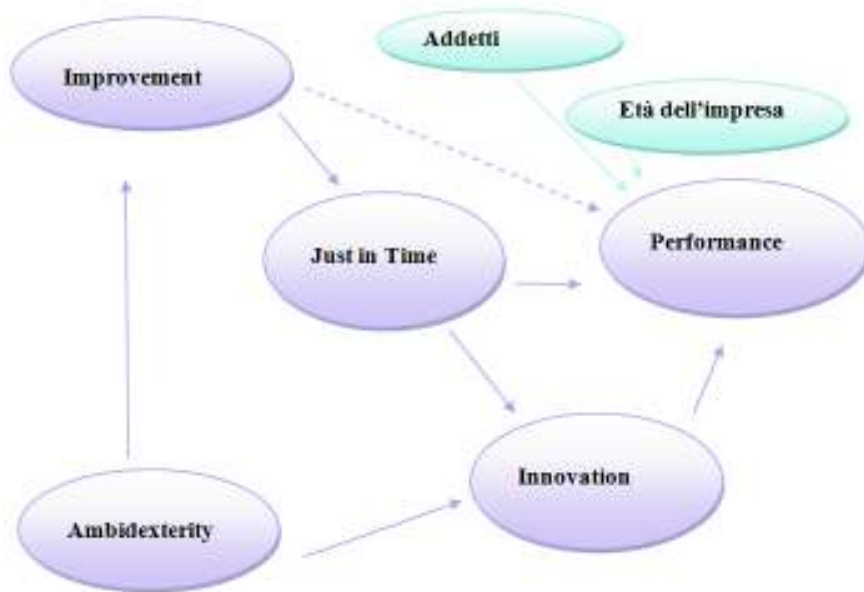 Addetti
Improvement
Età dell'impresa
Performance
Just in Time
Innovation
Ambidexterity